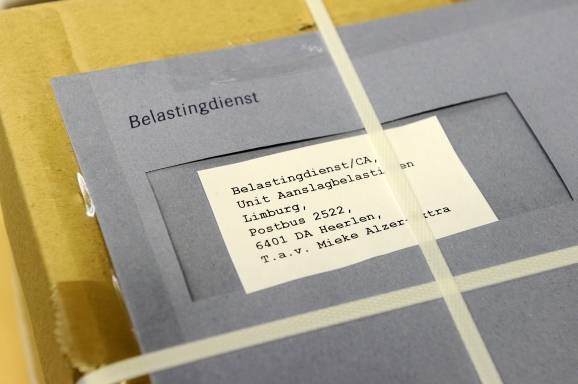 Belastingdienst
Belastingdienst/CA,
Unit
Limburg,
Postbus 2522,
6401 DA Heerlen,
T.a.v. Mieke